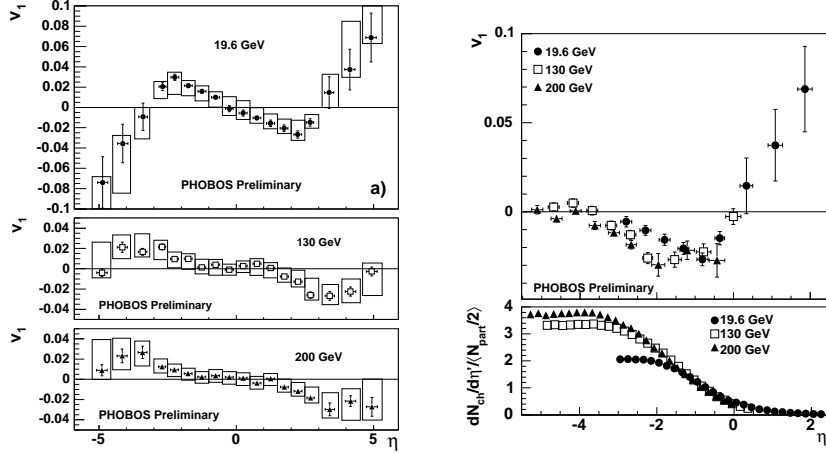 v1
0.1
0.08
0.06
0.04
0.02
0
-0.02
-0.04
-0.06
-0.08
-0.1
19.6 GeV
PHOBOS Preliminary
a)
v1
0.04
0.02
0
-0.02
-0.04
130 GeV
PHOBOS Preliminary
v1
0.04
0.02
0
-0.02
-0.04
200 GeV
PHOBOS Preliminary
-5 0 5 η
v1
0.1
0.05
0
19.6 GeV
130 GeV
200 GeV
PHOBOS Preliminary
dNch/dη'/⟨Npart/2⟩
4
3
2
1
0
19.6 GeV
130 GeV
200 GeV
-4 -2 0 2
η